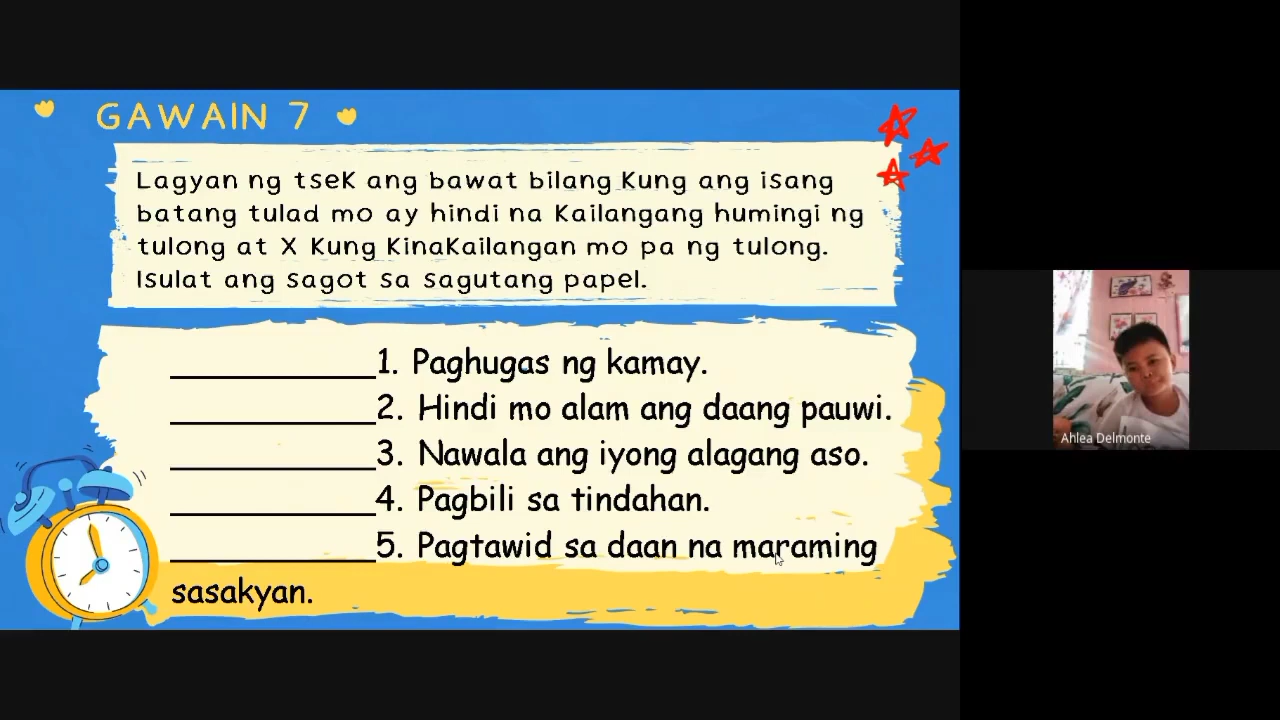 GAWAIN 7
Lagyan ng tsek ang bawat bilang kung ang isang
batang tulad mo ay hindi na kailangang humingi ng
tulong at X kung kinakailangan mo pa ng tulong.
Isulat ang sagot sa sagutang papel.
____________1. Paghugas ng kamay.
____________2. Hindi mo alam ang daang pauwi.
____________3. Nawala ang iyong alagang aso.
____________4. Pagbili sa tindahan.
____________5. Pagtawid sa daan na maraming
sasakyan.
Ahlea Delmonte